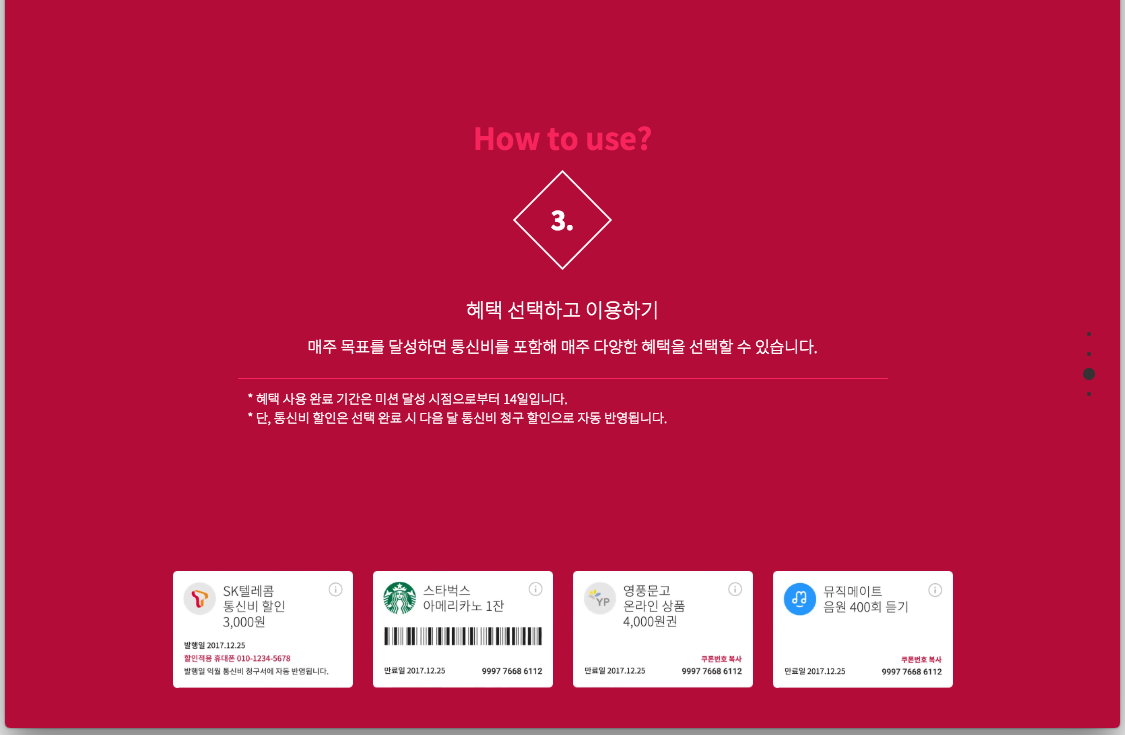 How to use?
3.
혜택 선택하고 이용하기
매주 목표를 달성하면 통신비를 포함해 매주 다양한 혜택을 선택할 수 있습니다.
* 혜택 사용 완료 기간은 미션 달성 시점으로부터 14일입니다.
* 단, 통신비 할인은 선택 완료 시 다음 달 통신비 청구 할인으로 자동 반영됩니다.
SK텔레콤
통신비 할인
3,000원
발행일 2017.12.25
할인적용 휴대폰 010-1234-5678
발행일 익월 통신비 청구서에 자동 반영됩니다.
스타벅스
아메리카노 1잔
만료일 2017.12.25 9997 7668 6112
YP
영풍문고
온라인 상품
4,000원권
쿠폰번호 복사
만료일 2017.12.25 9997 7668 6112
뮤직메이트
음원 400회 듣기
쿠폰번호 복사
만료일 2017.12.25 9997 7668 6112